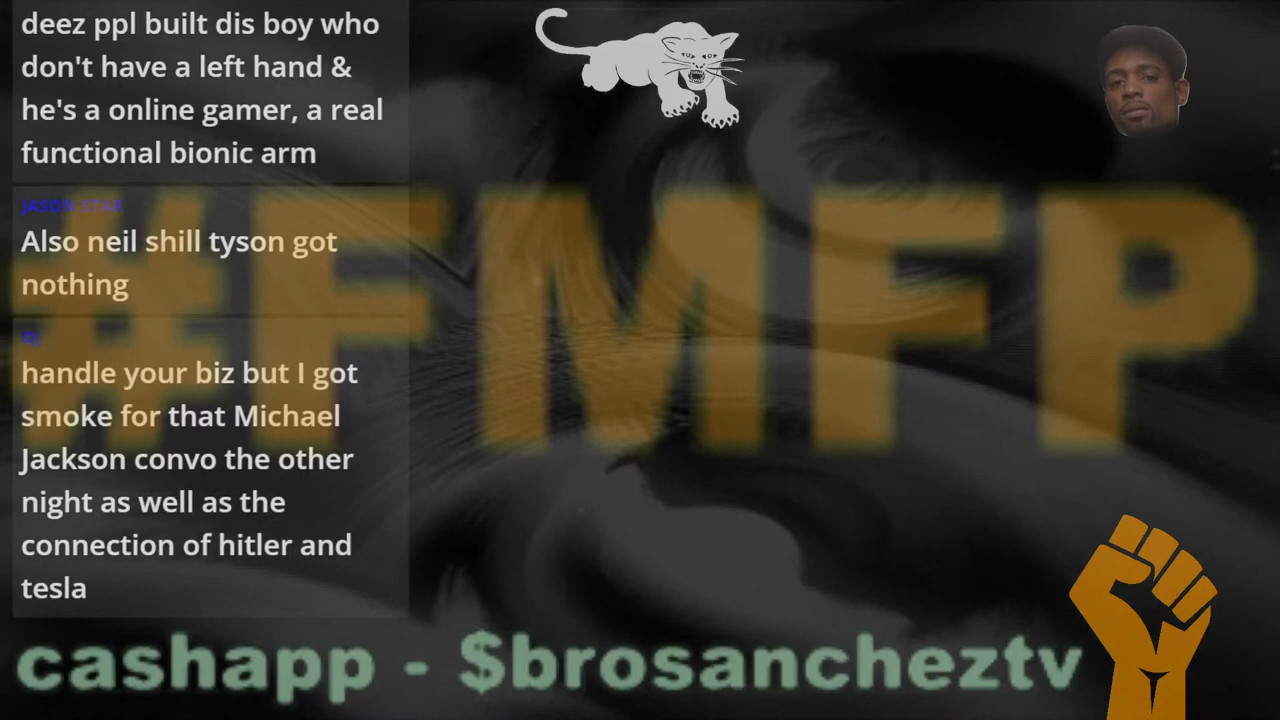 deez ppl built dis boy who
don't have a left hand &
he's a online gamer, a real
functional bionic arm
JASON STAR
Also neil shill tyson got
nothing
OJ
handle your biz but I got
smoke for that Michael
Jackson convo the other
night as well as the
connection of hitler and
tesla
#FMFP
cashapp - $brosancheztv